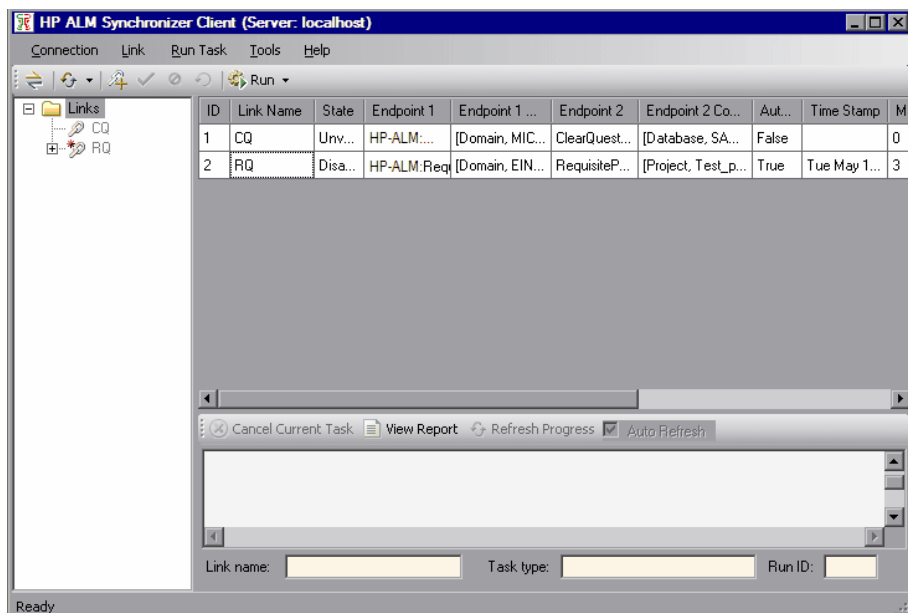 HP ALM Synchronizer Client (Server: localhost)
Connection Link Run Task Tools Help
Run
Links
CQ
RQ
ID Link Name State Endpoint 1 Endpoint 1 ... Endpoint 2 Endpoint 2 Co... Aut... Time Stamp M
1 CQ Unv... HP-ALM:... [Domain, MIC... ClearQuest... [Database, SA... False 0
2 RQ Disa... HP-ALM:Requ [Domain, EIN... RequisiteP... [Project, Test_p... True Tue May 1... 3
Cancel Current Task View Report Refresh Progress Auto Refresh
Link name: Task type: Run ID:
Ready